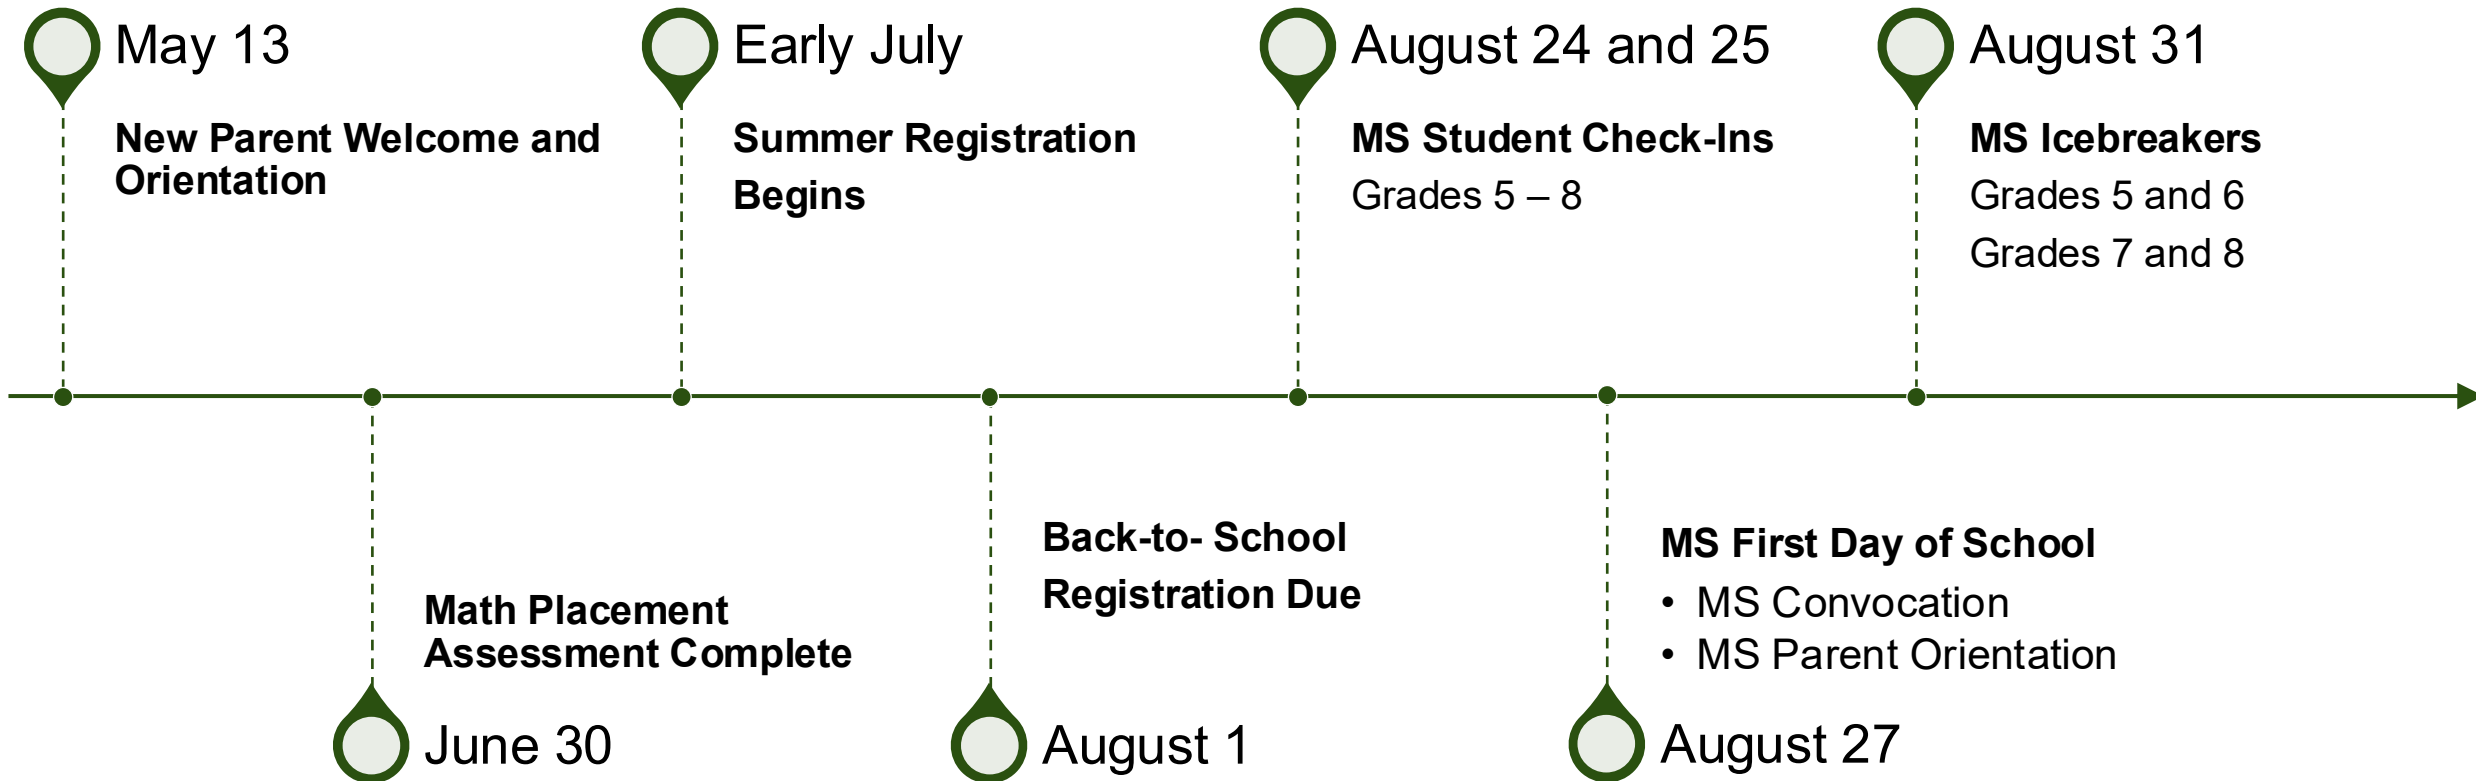 May 13
New Parent Welcome and
Orientation
Early July
Summer Registration
Begins
August 24 and 25
MS Student Check-Ins
Grades 5 – 8
August 31
MS Icebreakers
Grades 5 and 6
Grades 7 and 8
Math Placement
Assessment Complete
June 30
Back-to- School
Registration Due
August 1
MS First Day of School
• MS Convocation
• MS Parent Orientation
August 27